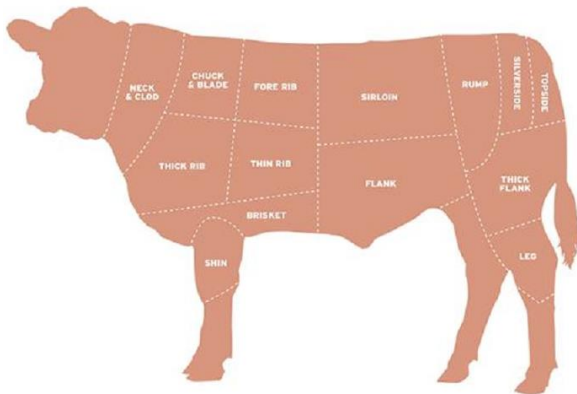 NECK
& CLOD
CHUCK
& BLADE
FORE RIB
SIRLOIN
RUMP
SILVERSIDE
TOPSIDE
THICK RIB
THIN RIB
FLANK
THICK
FLANK
BRISKET
SHIN
LEG